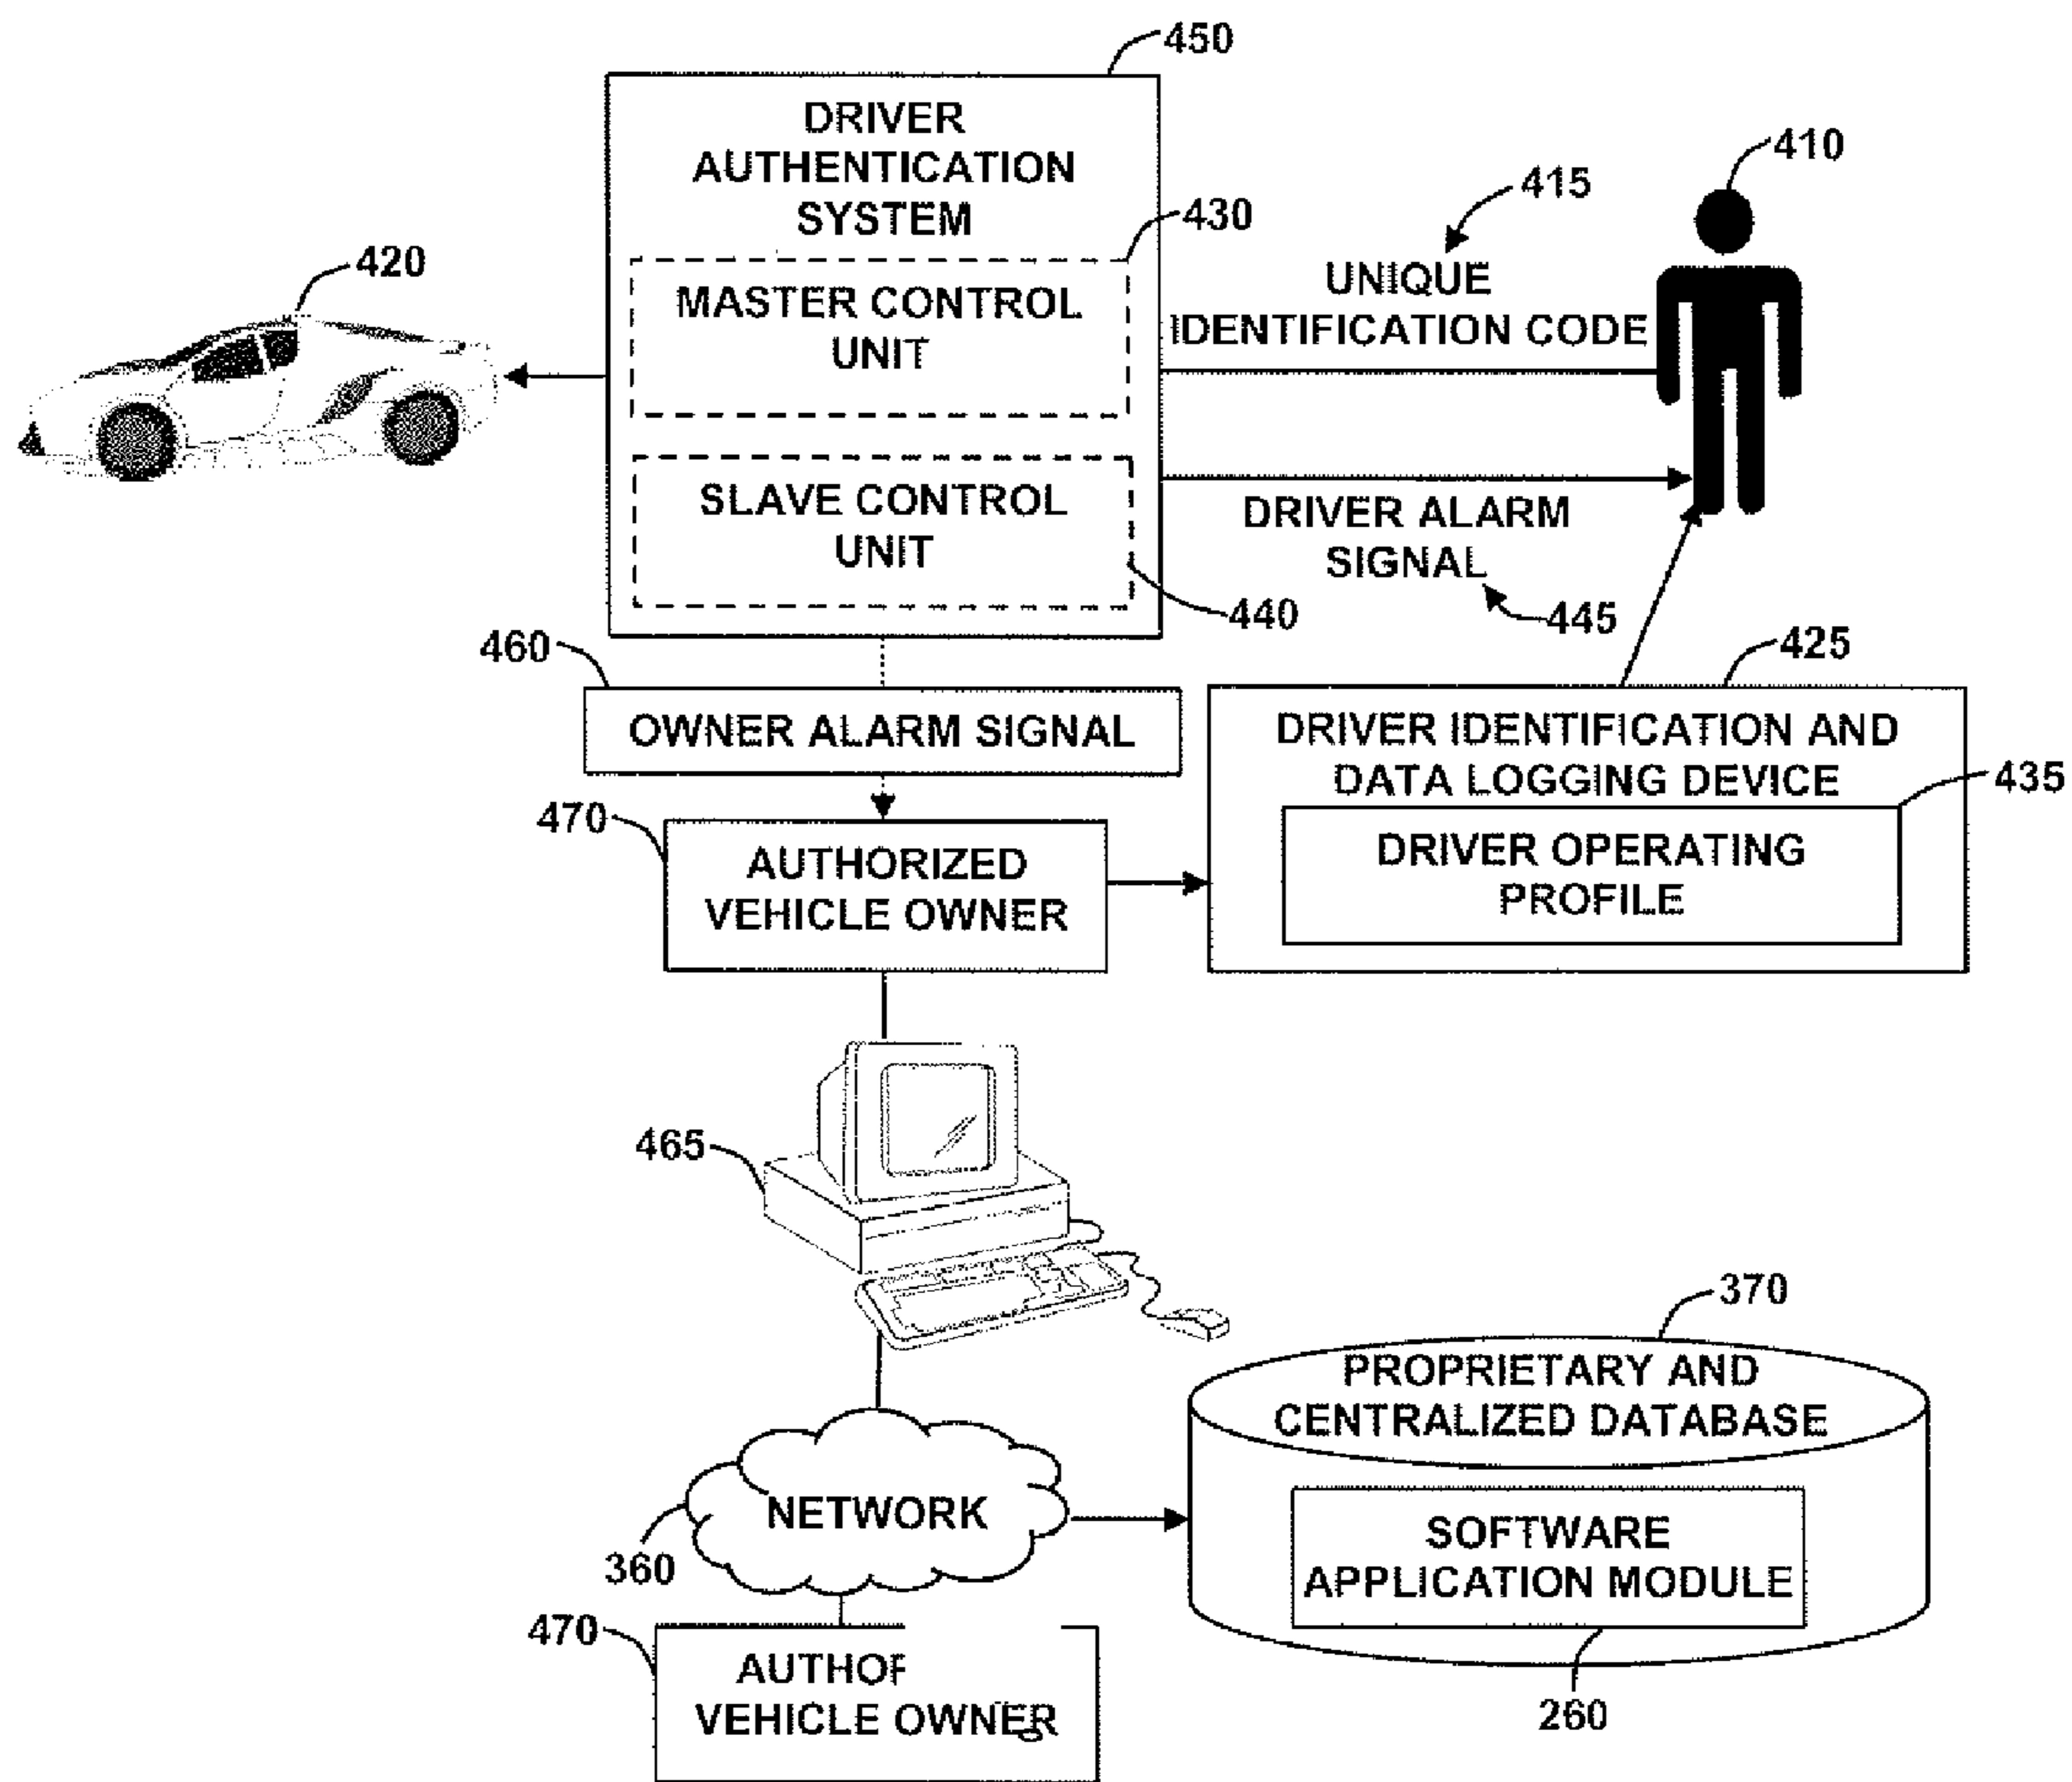 450
DRIVER
AUTHENTICATION
SYSTEM
410
415
430
420
MASTER CONTROL
UNIT
UNIQUE
IDENTIFICATION CODE
SLAVE CONTROL
UNIT
DRIVER ALARM
SIGNAL
440
445
460
425
OWNER ALARM SIGNAL
DRIVER IDENTIFICATION AND
DATA LOGGING DEVICE
435
470
AUTHORIZED
VEHICLE OWNER
DRIVER OPERATING
PROFILE
465
370
PROPRIETARY AND
CENTRALIZED DATABASE
NETWORK
360
SOFTWARE
APPLICATION MODULE
470
VEHICLE OWNER
260